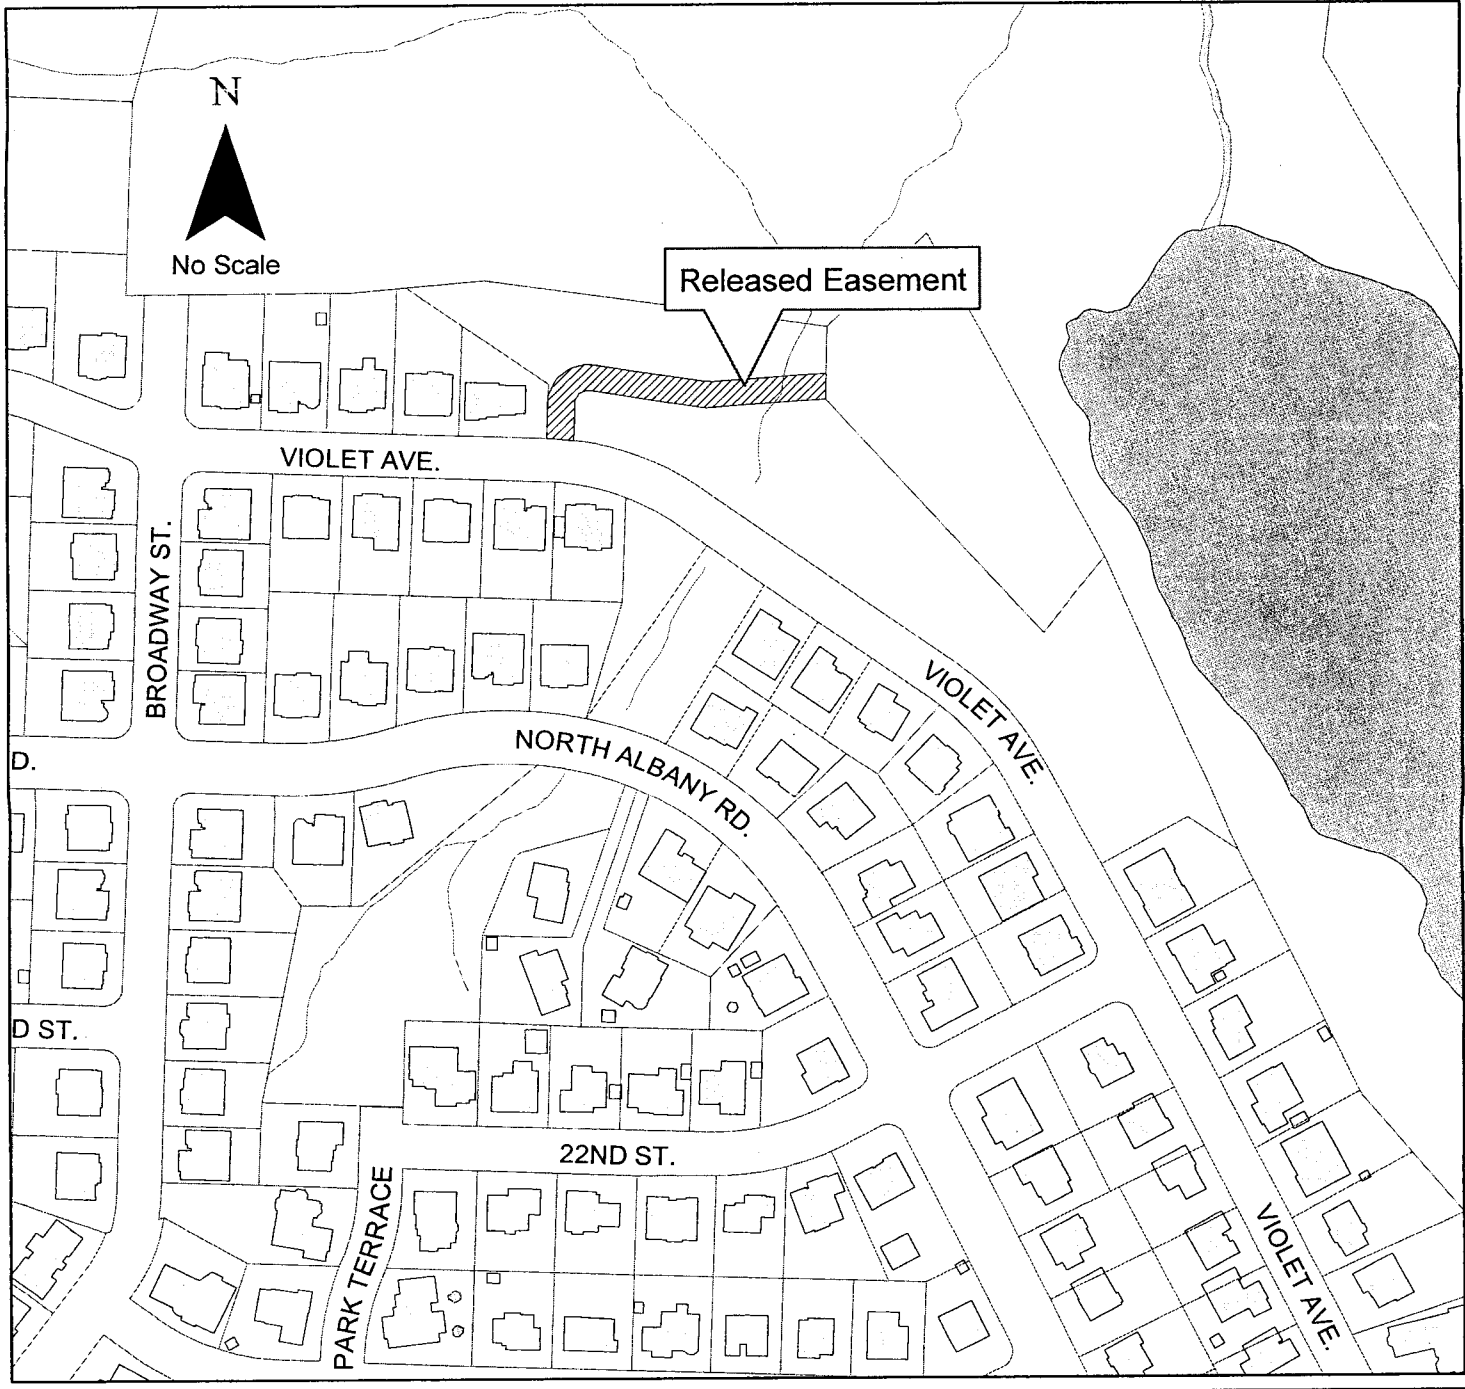 N
No Scale
Released Easement
VIOLET AVE.
BROADWAY ST.
VIOLET AVE.
NORTH ALBANY RD.
D.
D ST.
22ND ST.
PARK TERRACE
VIOLET AVE.